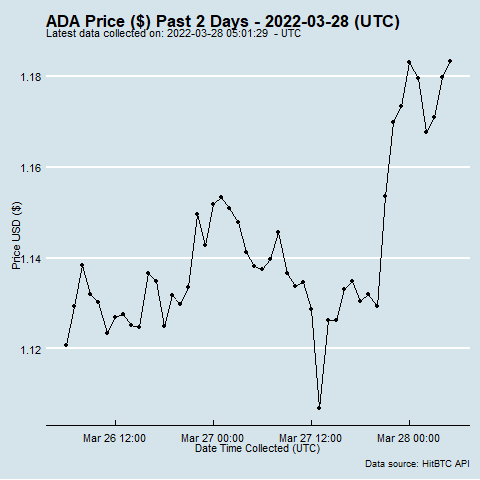 ADA Price ($) Past 2 Days - 2022-03-28 (UTC)
Latest data collected on: 2022-03-28 05:01:29  - UTC
1.18
1.16
1.14
1.12
Price USD ($)
Mar 26 12:00
Mar 27 00:00
Mar 27 12:00
Mar 28 00:00
Date Time Collected (UTC)
Data source: HitBTC API